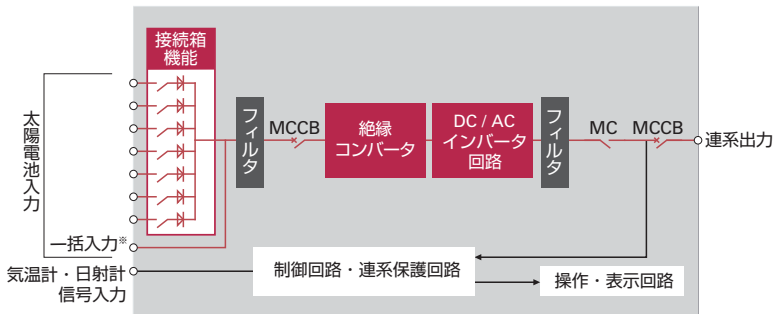 接続箱
機能
太陽電池入力
フィルタ
MCCB
絶縁
コンバータ
DC / AC
インバータ
回路
フィルタ
MC
MCCB
連系出力
一括入力※
気温計・日射計
信号入力
制御回路・連系保護回路
操作・表示回路